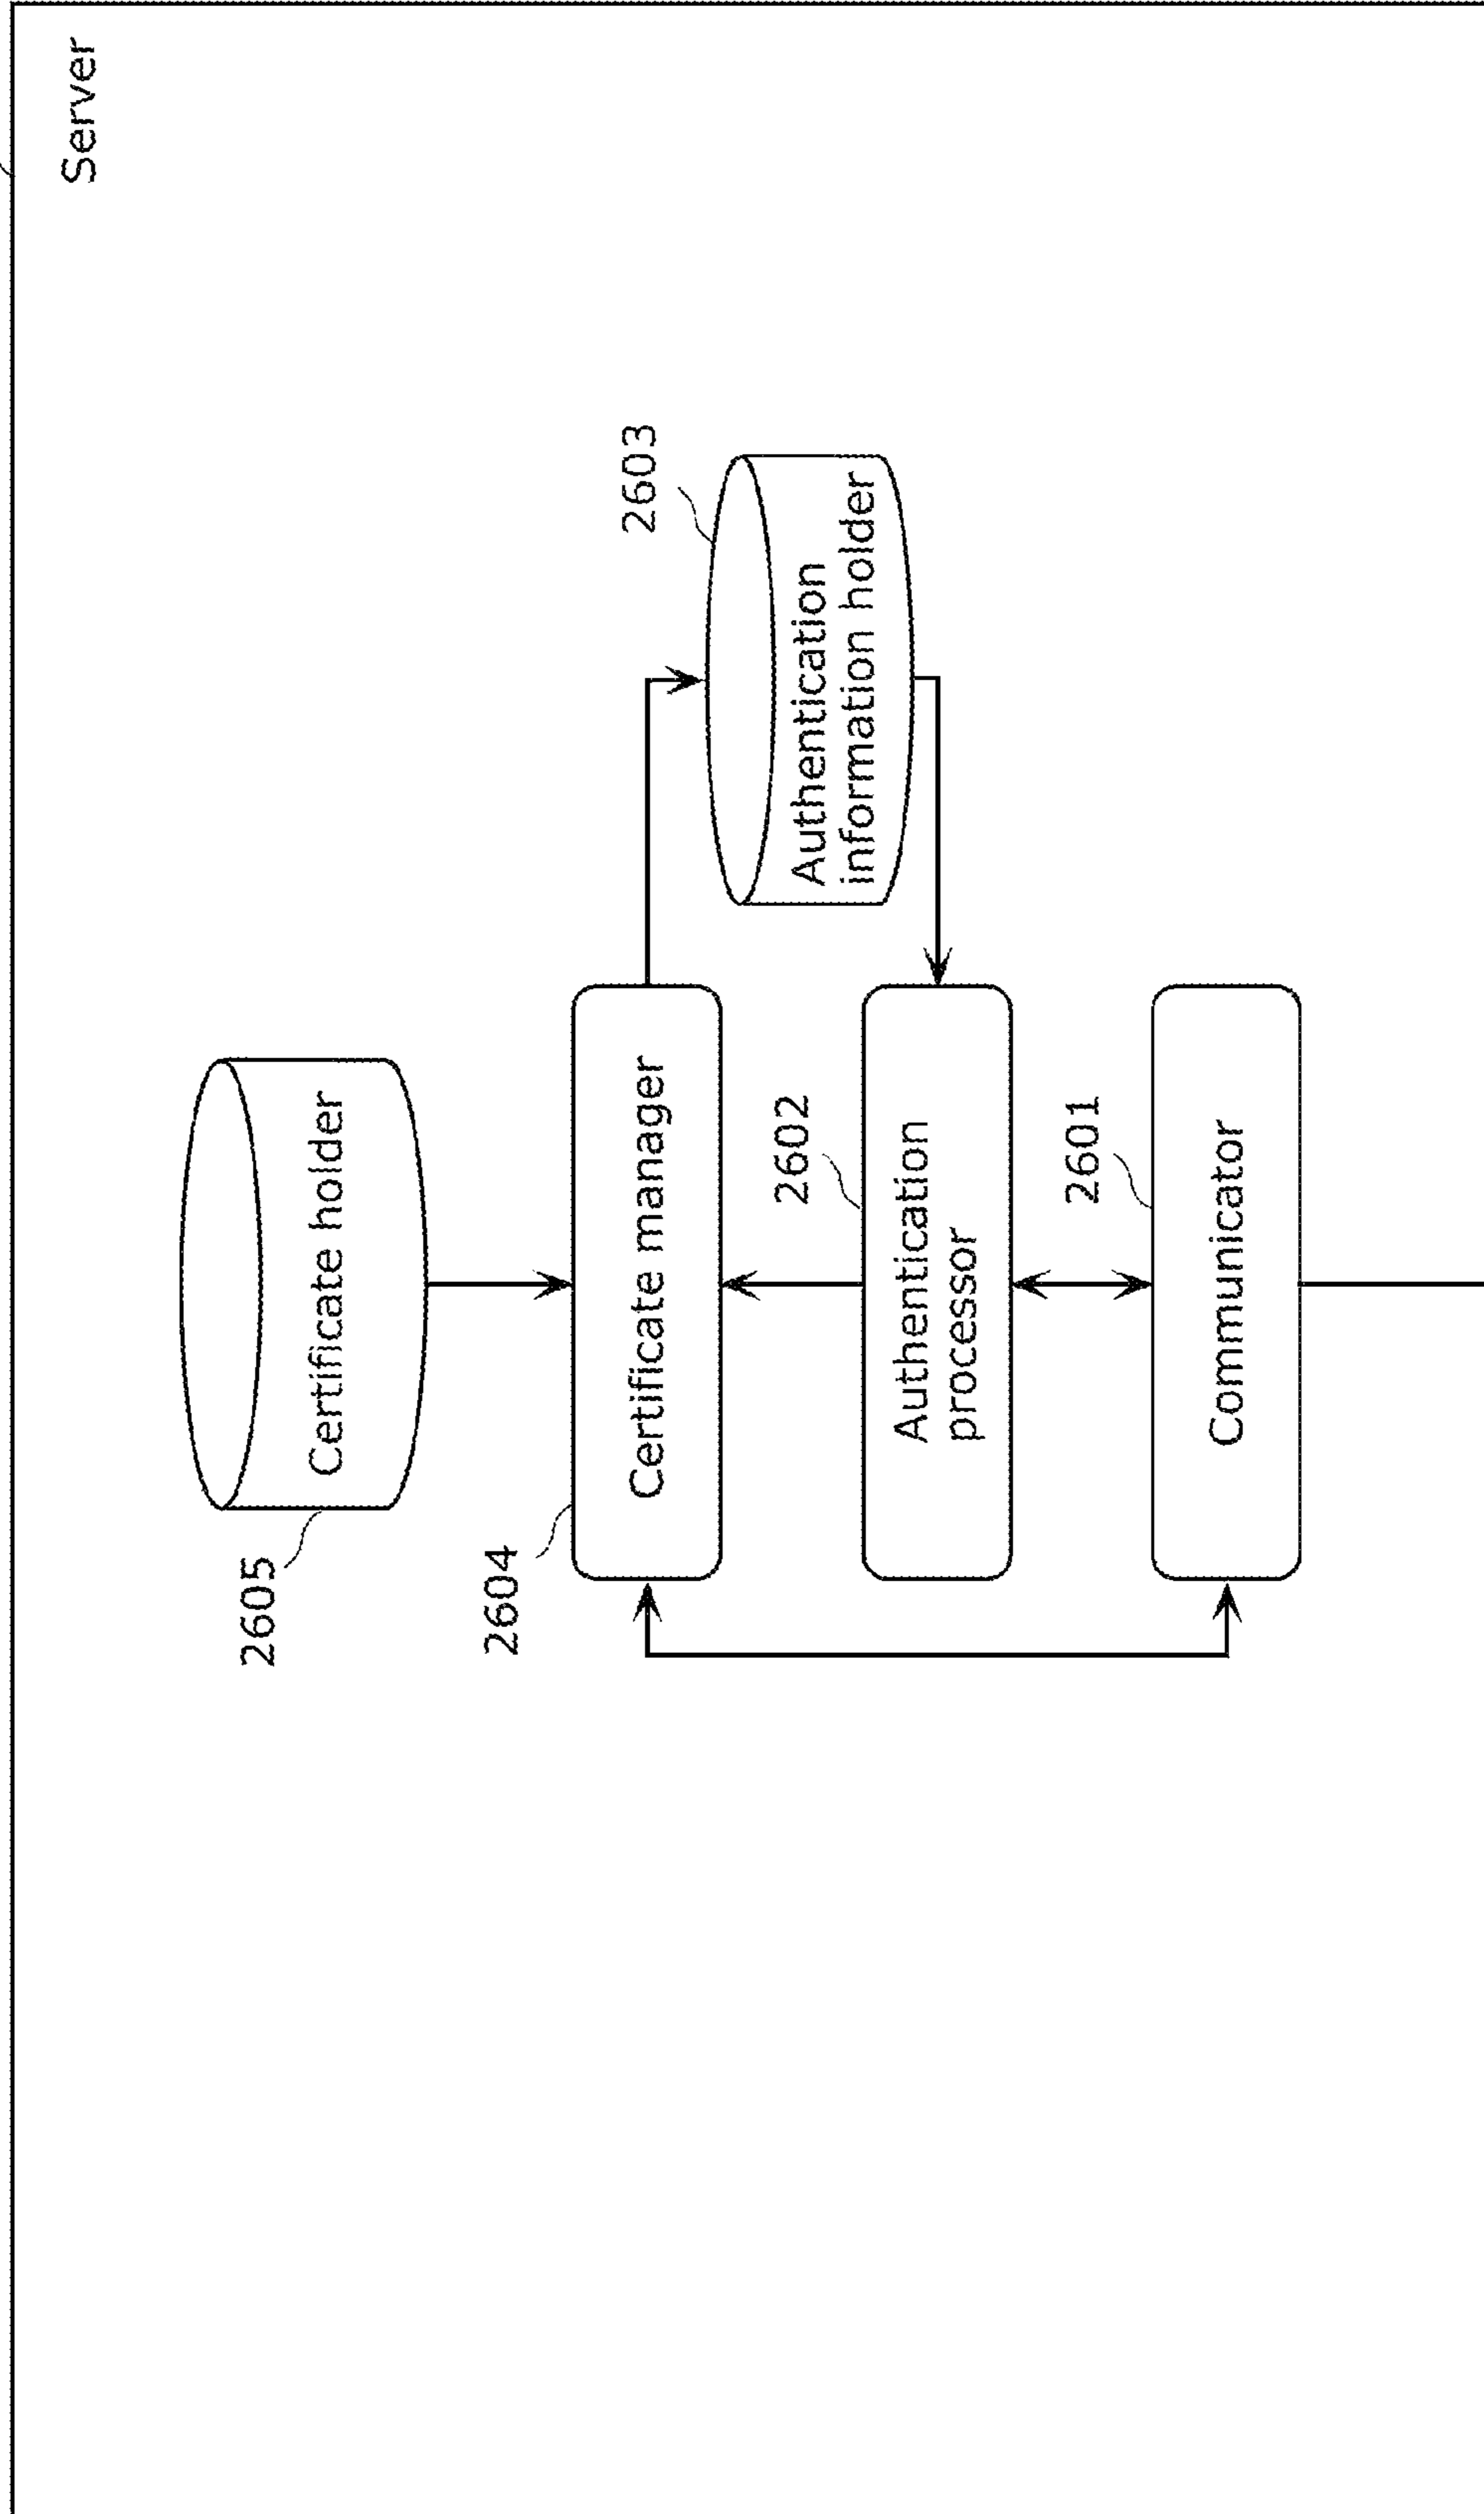 Server
2605
Certificate holder
2604
Certificate manager
2603
Authentication
information holder
2602
Authentication
processor
2601
Communicator